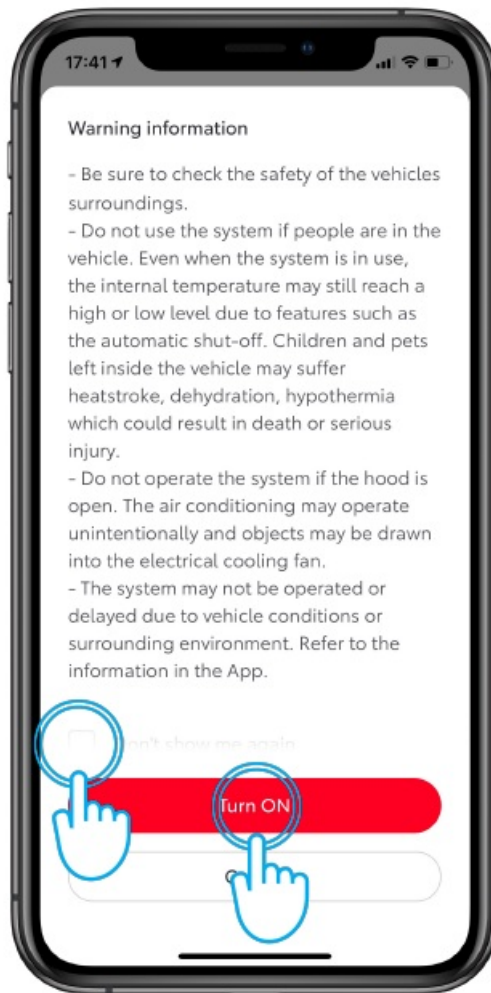 17:41
Warning information
- Be sure to check the safety of the vehicles
surroundings.
- Do not use the system if people are in the
vehicle. Even when the system is in use,
the internal temperature may still reach a
high or low level due to features such as
the automatic shut-off. Children and pets
left inside the vehicle may suffer
heatstroke, dehydration, hypothermia
which could result in death or serious
injury.
- Do not operate the system if the hood is
open. The air conditioning may operate
unintentionally and objects may be drawn
into the electrical cooling fan.
- The system may not be operated or
delayed due to vehicle conditions or
surrounding environment. Refer to the
information in the App.
Don't show me again
Turn ON